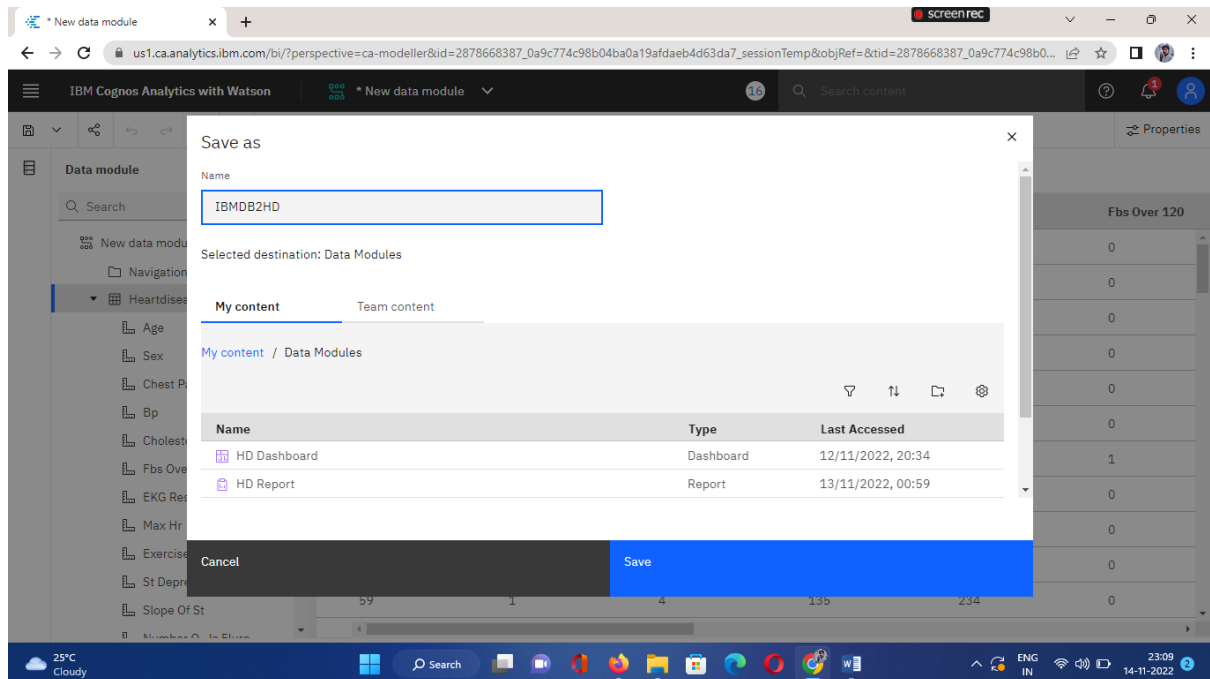 * New data module
screenrec
us1.ca.analytics.ibm.com/bi/?perspective=ca-modeller&id=2878668387_0a9c774c98b04ba0a19afdaeb4d63da7_sessionTemp&objRef=&tid=2878668387_0a9c774c98b0...
IBM Cognos Analytics with Watson
* New data module
16
Search content
1
Properties
Data module
Search
New data modu
Navigation
Heartdisea
Age
Sex
Chest Pa
Bp
Choleste
Fbs Ove
EKG Res
Max Hr
Exercise
St Depre
Slope Of St
Save as
Name
IBMDB2HD
Selected destination: Data Modules
My content Team content
My content / Data Modules
Name Type Last Accessed
HD Dashboard Dashboard 12/11/2022, 20:34
HD Report Report 13/11/2022, 00:59
Cancel Save
Fbs Over 120
0
0
0
0
0
0
1
0
0
0
59 1 4 135 234 0
25°C
Cloudy
Search
ENG
IN
23:09
14-11-2022
2